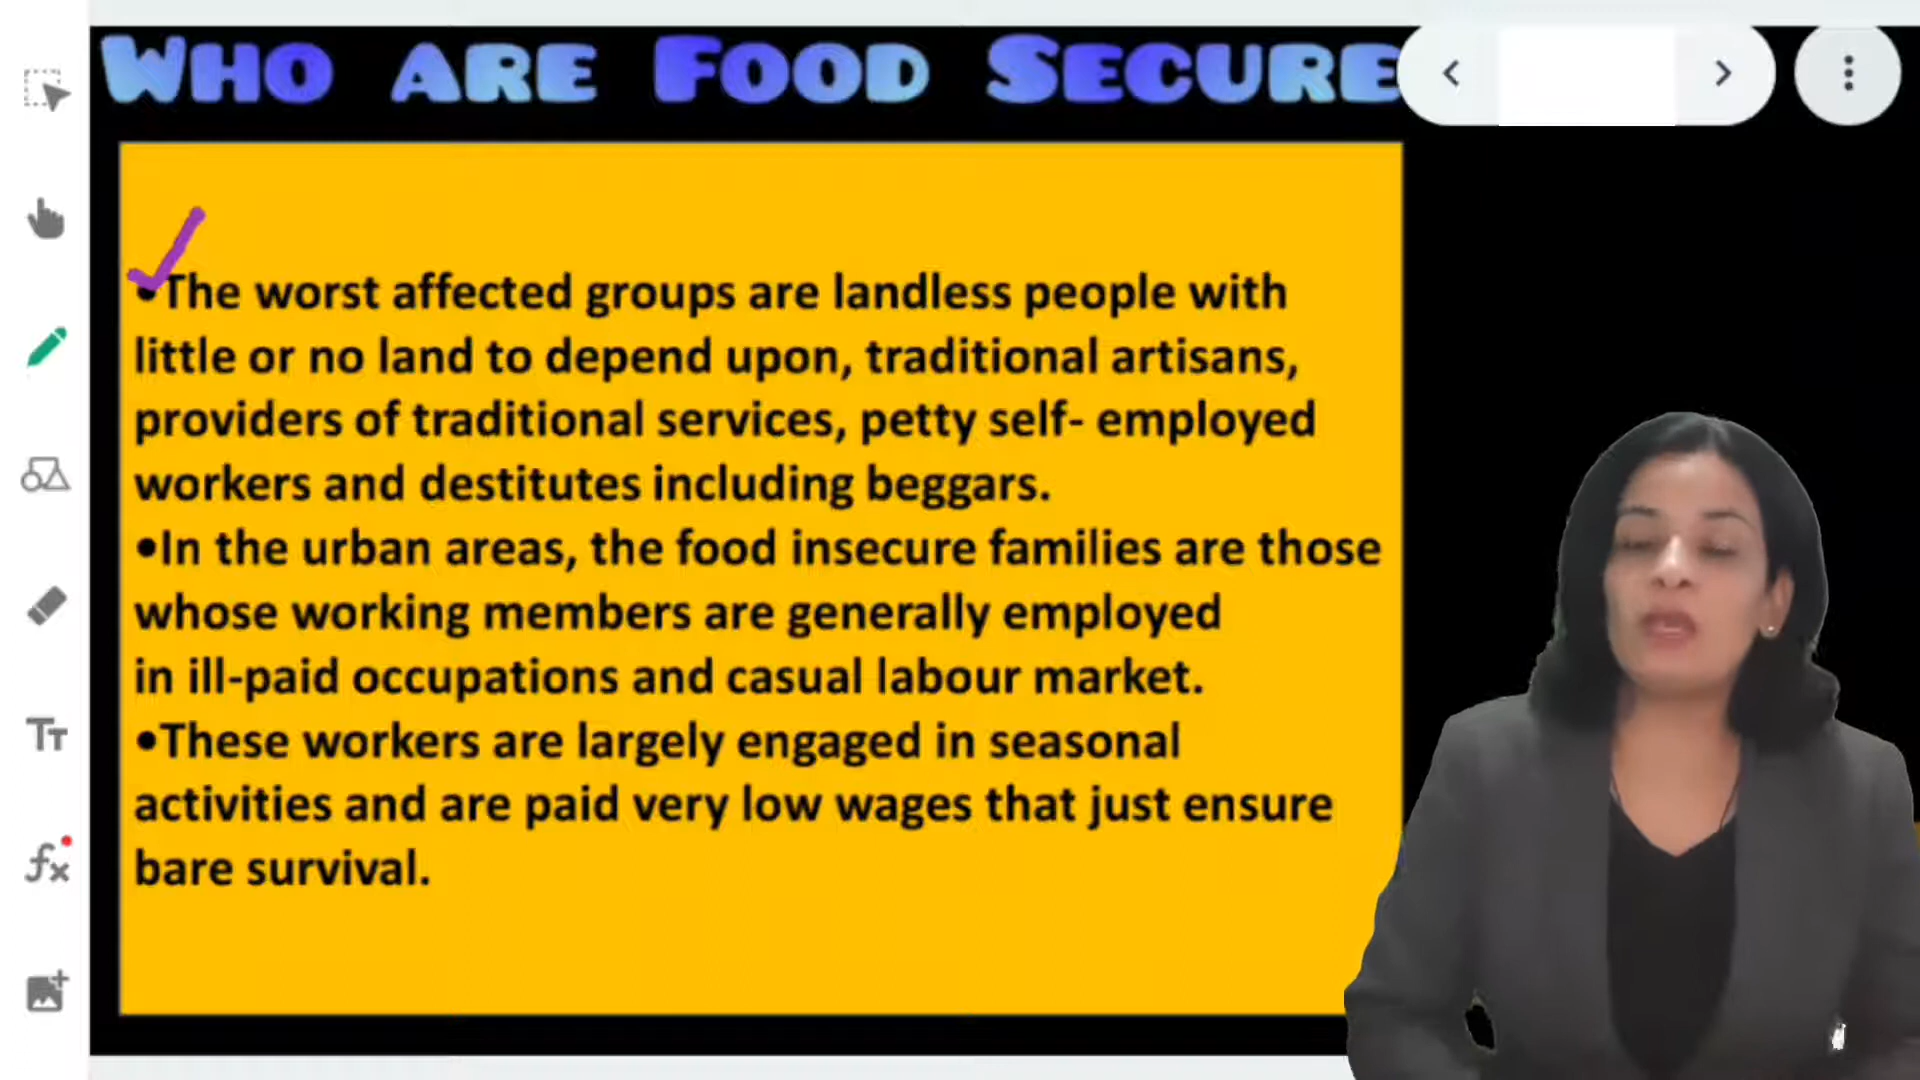 WHO ARE FOOD SECURE
•The worst affected groups are landless people with
little or no land to depend upon, traditional artisans,
providers of traditional services, petty self- employed
workers and destitutes including beggars.
•In the urban areas, the food insecure families are those
whose working members are generally employed
in ill-paid occupations and casual labour market.
•These workers are largely engaged in seasonal
activities and are paid very low wages that just ensure
bare survival.
TT
fx